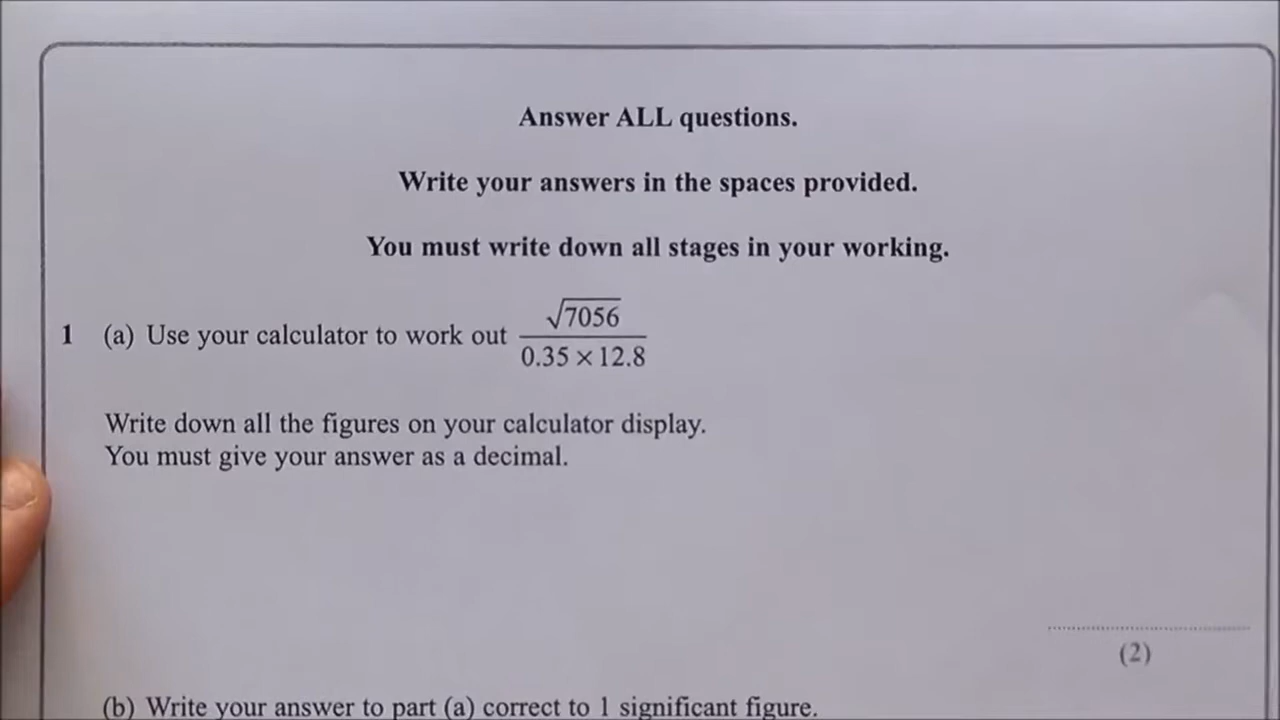 Answer ALL questions.
Write your answers in the spaces provided.
You must write down all stages in your working.
1 (a) Use your calculator to work out √7056 / 0.35 × 12.8
Write down all the figures on your calculator display.
You must give your answer as a decimal.
(2)
(b) Write your answer to part (a) correct to 1 significant figure.